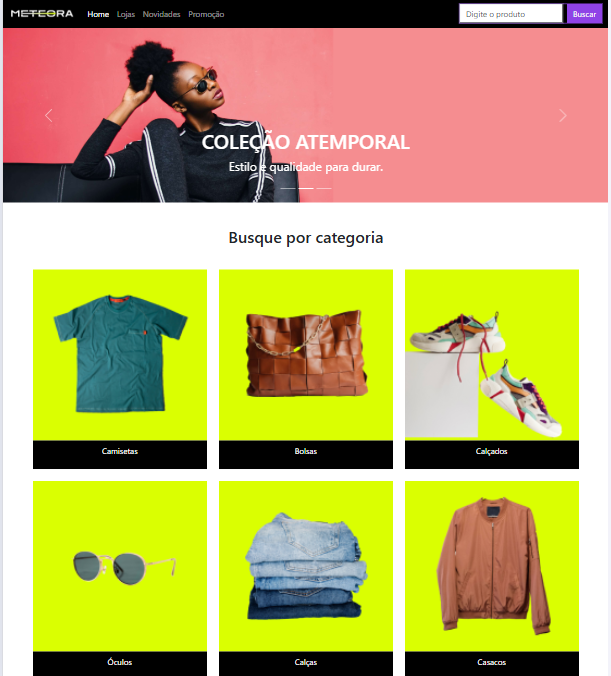 METEORA
Home Lojas Novidades Promoção
Digite o produto
Buscar
COLEÇÃO ATEMPORAL
Estilo e qualidade para durar.
Busque por categoria
Camisetas
Bolsas
Calçados
Óculos
Calças
Casacos